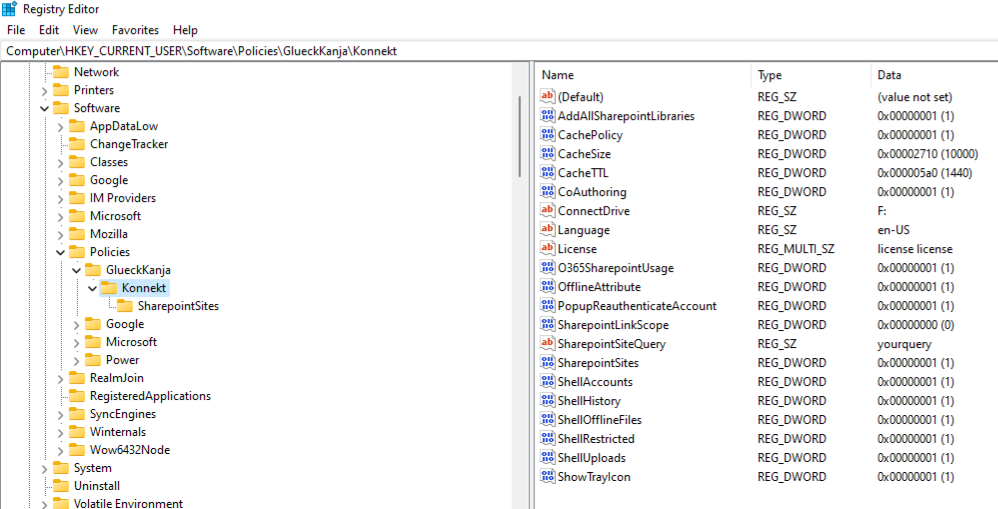 Registry Editor
File Edit View Favorites Help
Computer\HKEY_CURRENT_USER\Software\Policies\GlueckKanja\Konnekt
Network
Printers
Software
AppDataLow
ChangeTracker
Classes
Google
IM Providers
Microsoft
Mozilla
Policies
GlueckKanja
Konnekt
SharepointSites
Google
Microsoft
Power
RealmJoin
RegisteredApplications
SyncEngines
Winternals
Wow6432Node
System
Uninstall
Volatile Environment
Name Type Data
(Default) REG_SZ (value not set)
AddAllSharepointLibraries REG_DWORD 0x00000001 (1)
CachePolicy REG_DWORD 0x00000001 (1)
CacheSize REG_DWORD 0x00002710 (10000)
CacheTTL REG_DWORD 0x000005a0 (1440)
CoAuthoring REG_DWORD 0x00000001 (1)
ConnectDrive REG_SZ F:
Language REG_SZ en-US
License REG_MULTI_SZ license license
O365SharepointUsage REG_DWORD 0x00000001 (1)
OfflineAttribute REG_DWORD 0x00000001 (1)
PopupReauthenticateAccount REG_DWORD 0x00000001 (1)
SharepointLinkScope REG_DWORD 0x00000000 (0)
SharepointSiteQuery REG_SZ yourquery
SharepointSites REG_DWORD 0x00000001 (1)
ShellAccounts REG_DWORD 0x00000001 (1)
ShellHistory REG_DWORD 0x00000001 (1)
ShellOfflineFiles REG_DWORD 0x00000001 (1)
ShellRestricted REG_DWORD 0x00000001 (1)
ShellUploads REG_DWORD 0x00000001 (1)
ShowTrayIcon REG_DWORD 0x00000001 (1)